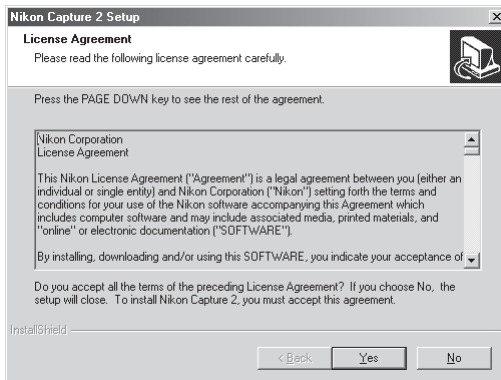 Nikon Capture 2 Setup
License Agreement
Please read the following license agreement carefully.
Press the PAGE DOWN key to see the rest of the agreement.
Nikon Corporation
License Agreement
This Nikon License Agreement ("Agreement") is a legal agreement between you (either an
individual or single entity) and Nikon Corporation ("Nikon") setting forth the terms and
conditions for your use of the Nikon software accompanying this Agreement which
includes computer software and may include associated media, printed materials, and
"online" or electronic documentation ("SOFTWARE").
By installing, downloading and/or using this SOFTWARE, you indicate your acceptance of
Do you accept all the terms of the preceding License Agreement? If you choose No, the
setup will close. To install Nikon Capture 2, you must accept this agreement.
InstallShield
< Back Yes No